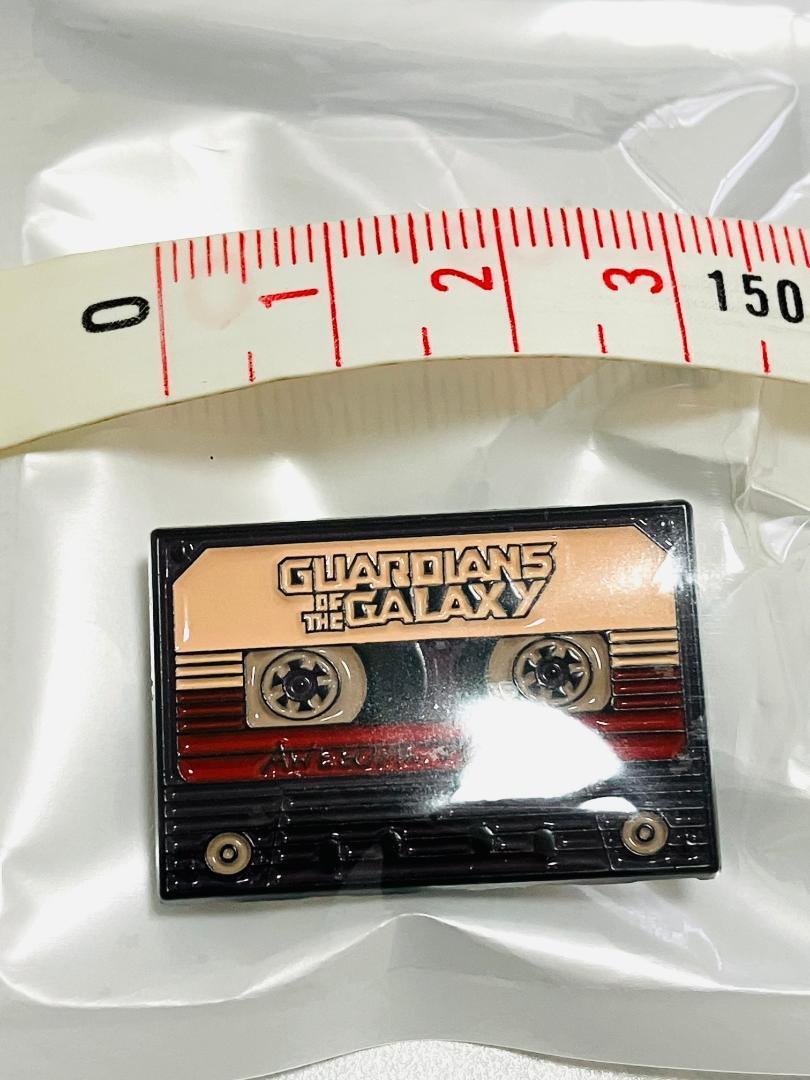 0 1 2 3 150
GUARDIANS
OF THE GALAXY